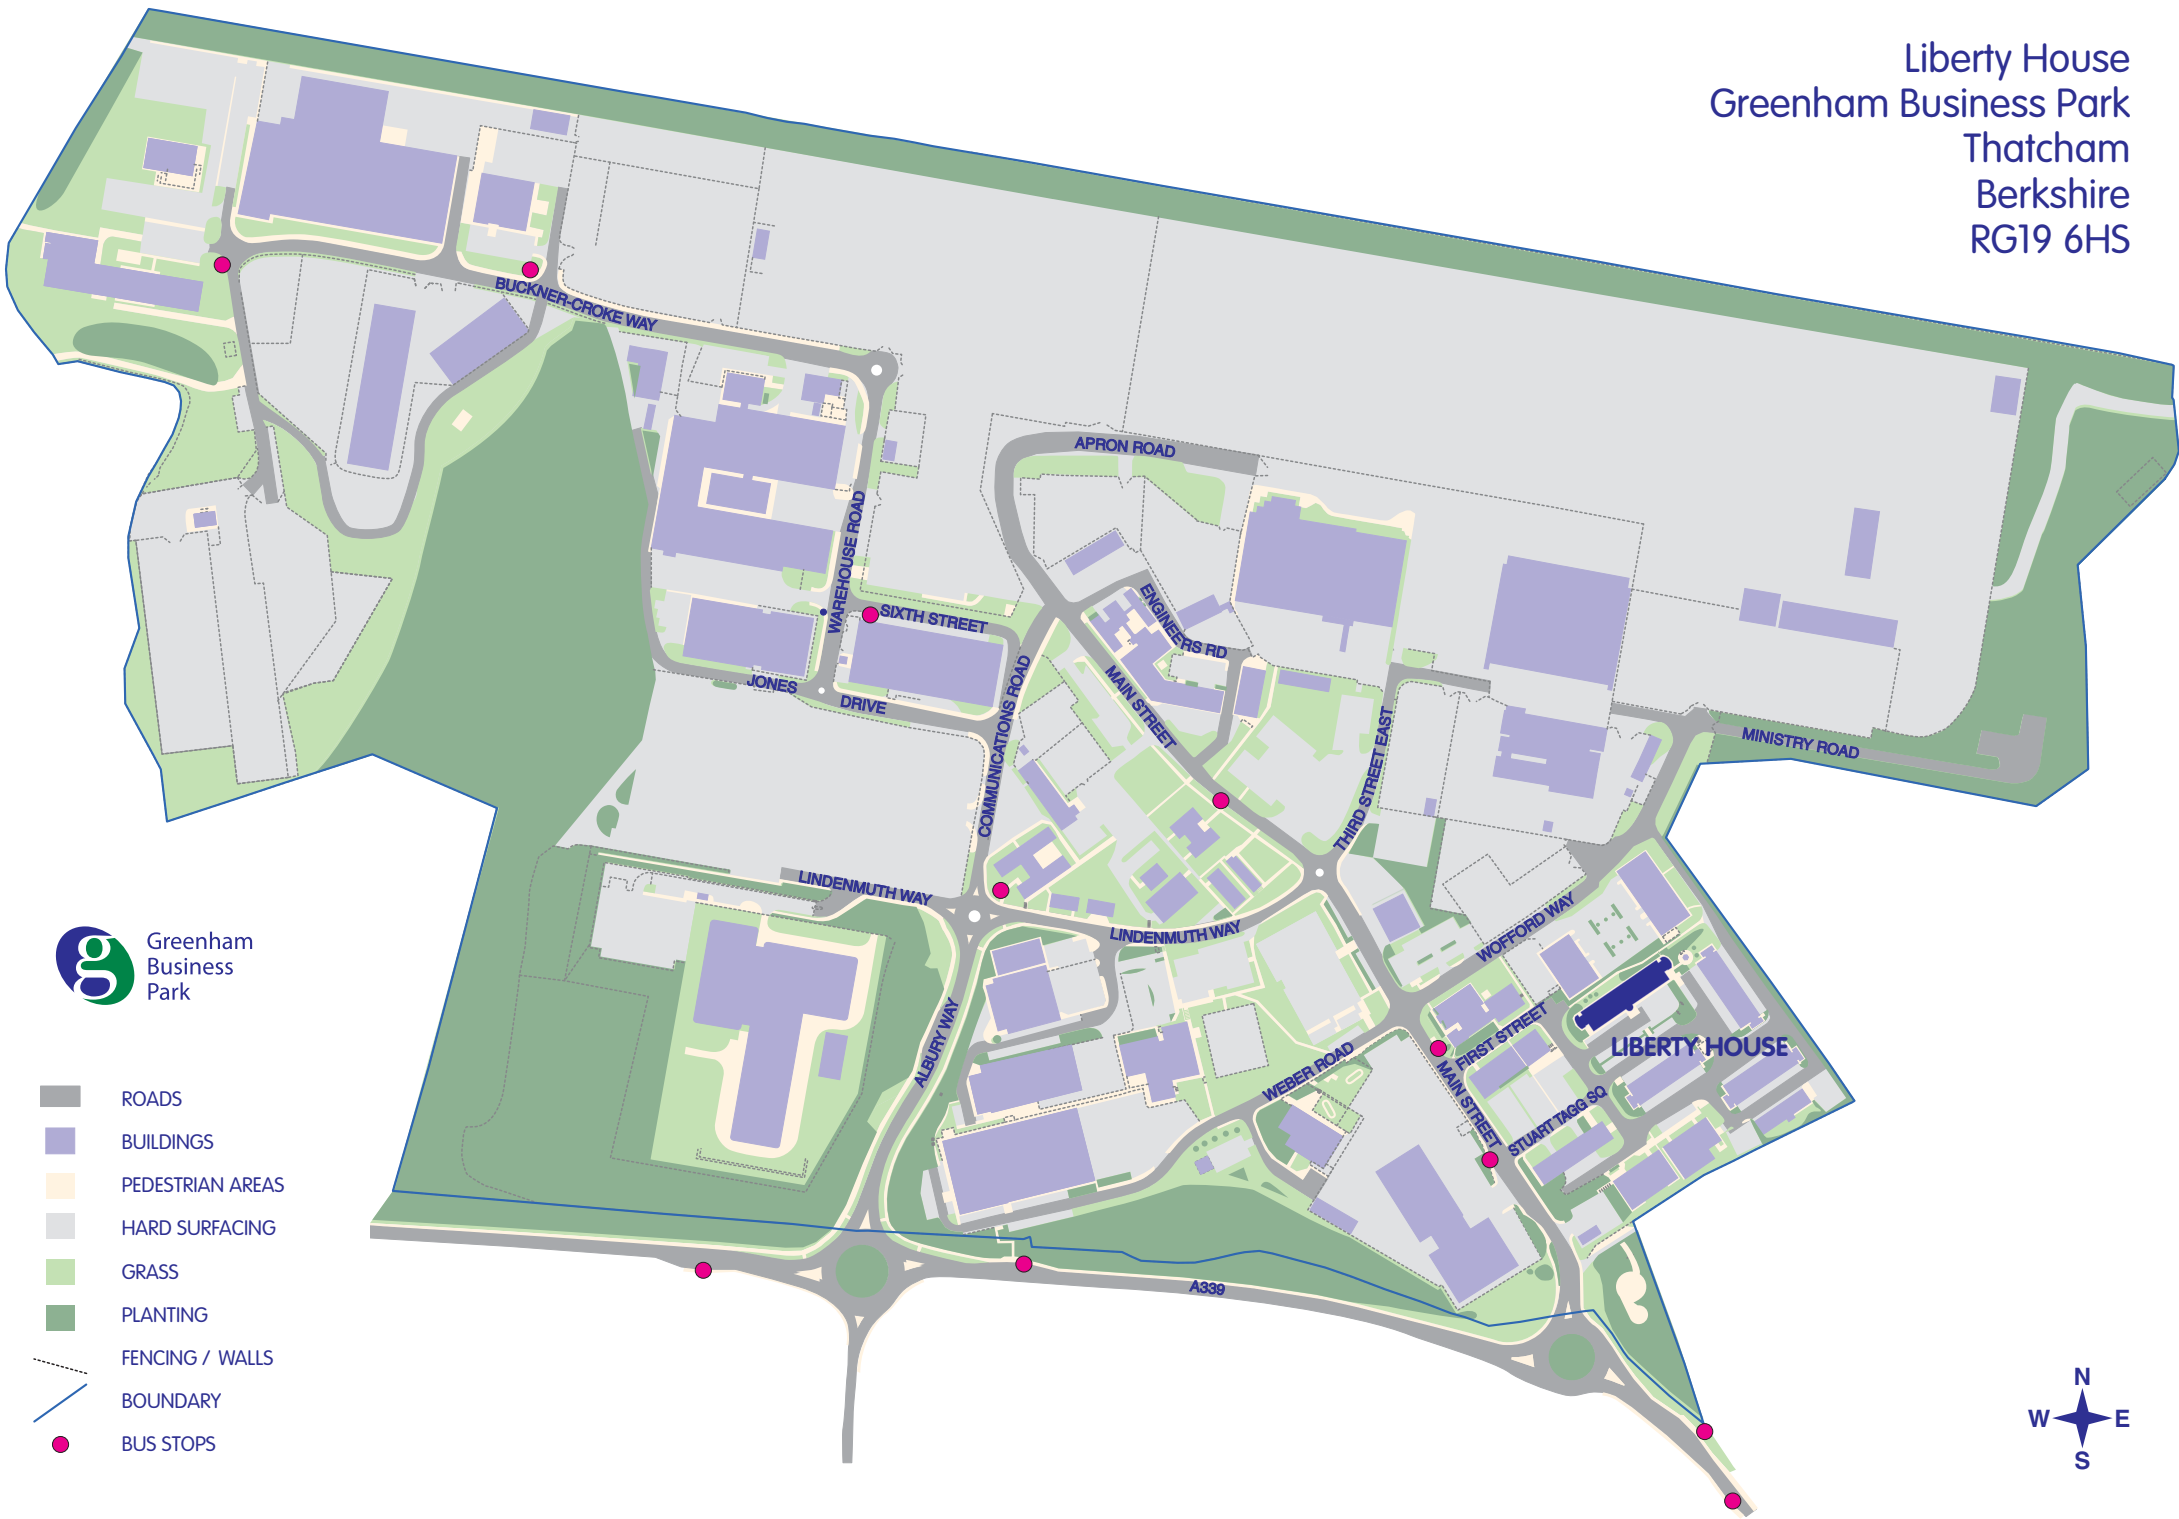 Liberty House
Greenham Business Park
Thatcham
Berkshire
RG19 6HS
BUCKNER-CROKE WAY
APRON ROAD
WAREHOUSE ROAD
SIXTH STREET
ENGINEERS RD
JONES
DRIVE
COMMUNICATIONS ROAD
MAIN STREET
THIRD STREET EAST
MINISTRY ROAD
LINDENMUTH WAY
LINDENMUTH WAY
WOFFORD WAY
ALBURY WAY
FIRST STREET
LIBERTY HOUSE
WEBER ROAD
MAIN STREET
STUART TAGG SQ
A339
g
Greenham
Business
Park
ROADS
BUILDINGS
PEDESTRIAN AREAS
HARD SURFACING
GRASS
PLANTING
FENCING / WALLS
BOUNDARY
BUS STOPS
N
W E
S